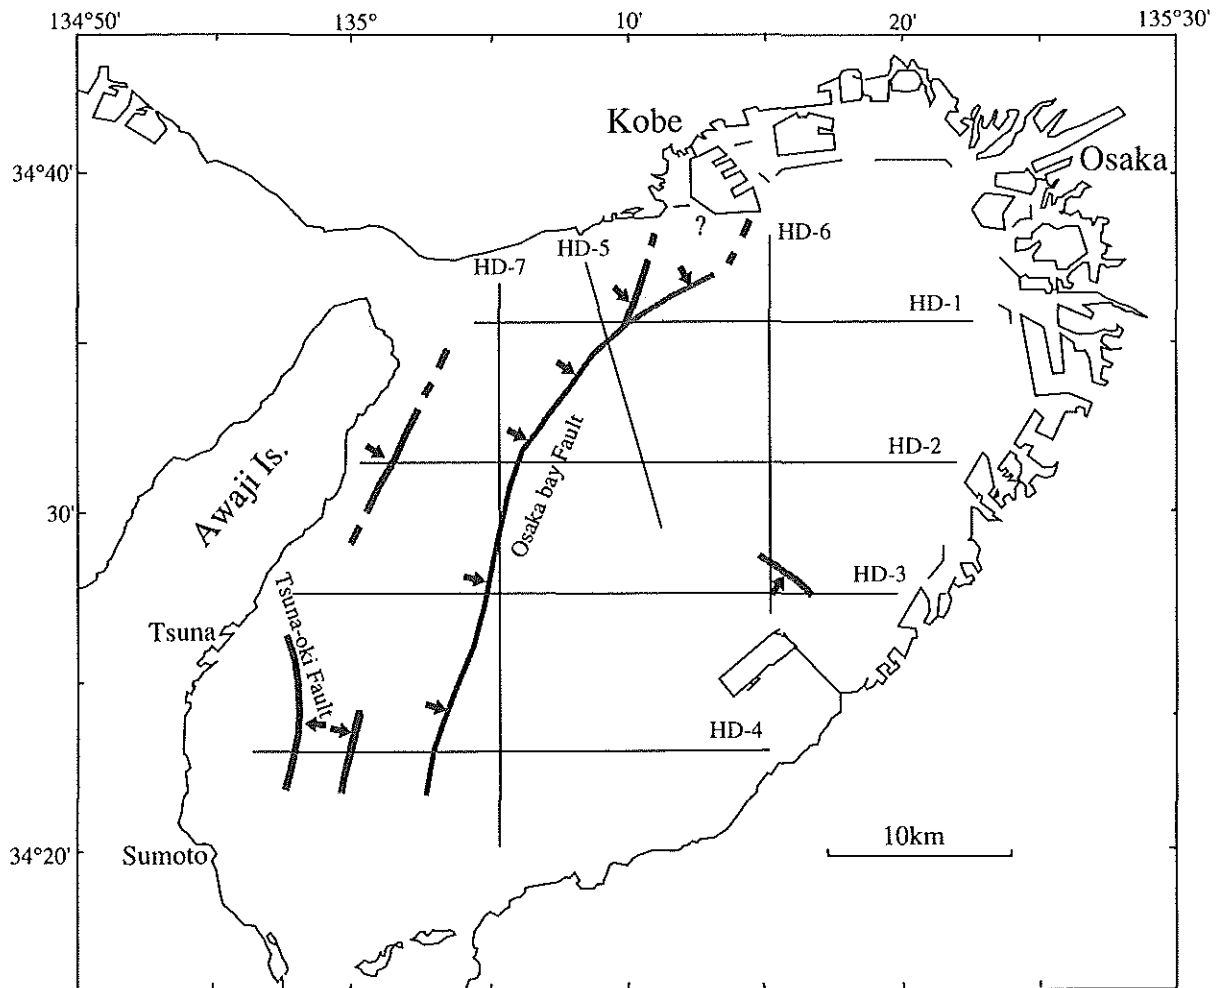 134°50'
135°
10'
20'
135°30'
Kobe
34°40'
Osaka
?
HD-5
HD-6
HD-7
HD-1
Awaji Is.
Osaka bay Fault
HD-2
30'
HD-3
Tsuna-oki Fault
Tsuna
HD-4
34°20'
Sumoto
10km